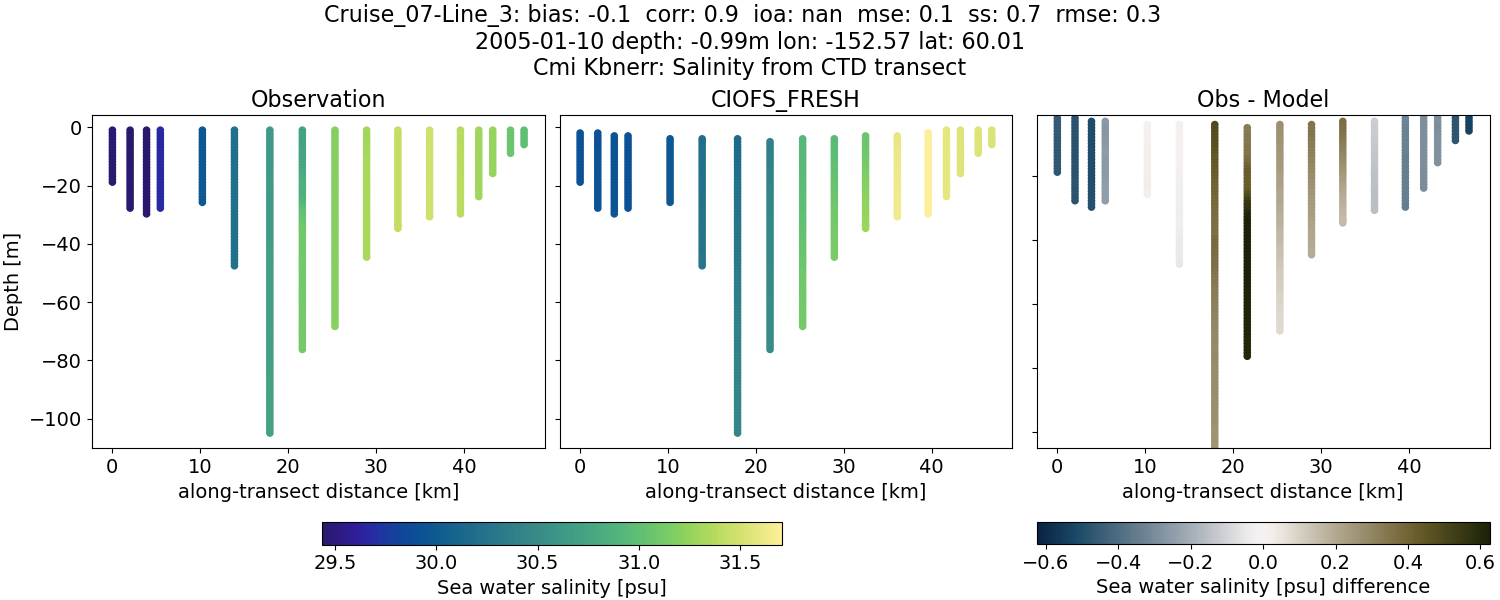 Cruise_07-Line_3: bias: -0.1  corr: 0.9  ioa: nan  mse: 0.1  ss: 0.7  rmse: 0.3
2005-01-10 depth: -0.99m lon: -152.57 lat: 60.01
Cmi Kbnerr: Salinity from CTD transect
Observation
CIOFS_FRESH
Obs - Model
Depth [m]
0
−20
−40
−60
−80
−100
0 10 20 30 40
0 10 20 30 40
0 10 20 30 40
along-transect distance [km]
along-transect distance [km]
along-transect distance [km]
29.5 30.0 30.5 31.0 31.5
Sea water salinity [psu]
−0.6 −0.4 −0.2 0.0 0.2 0.4 0.6
Sea water salinity [psu] difference